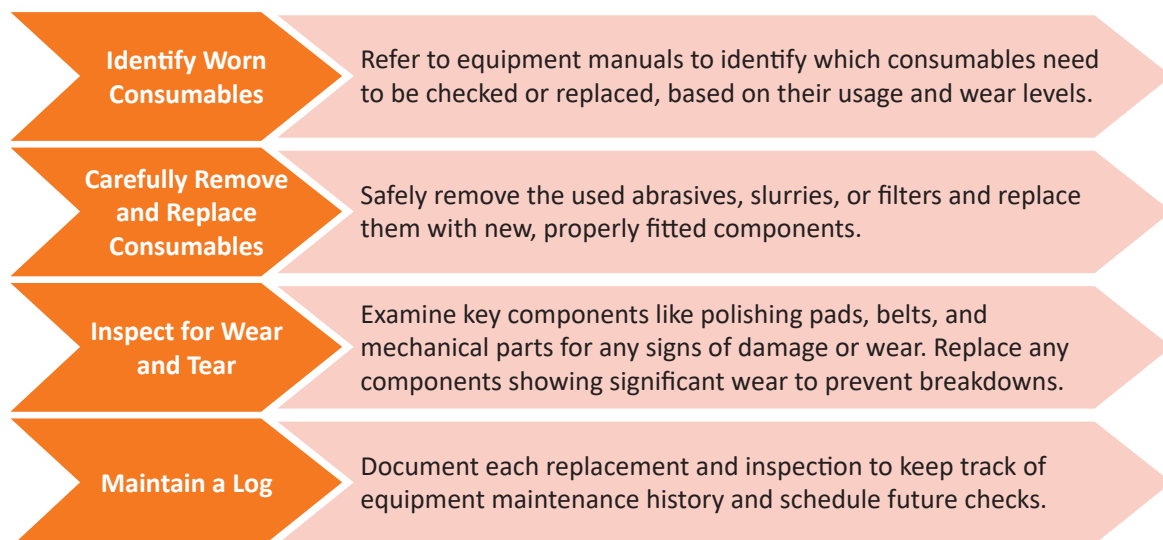 Identify Worn
Consumables
Refer to equipment manuals to identify which consumables need
to be checked or replaced, based on their usage and wear levels.
Carefully Remove
and Replace
Consumables
Safely remove the used abrasives, slurries, or filters and replace
them with new, properly fitted components.
Inspect for Wear
and Tear
Examine key components like polishing pads, belts, and
mechanical parts for any signs of damage or wear. Replace any
components showing significant wear to prevent breakdowns.
Maintain a Log
Document each replacement and inspection to keep track of
equipment maintenance history and schedule future checks.